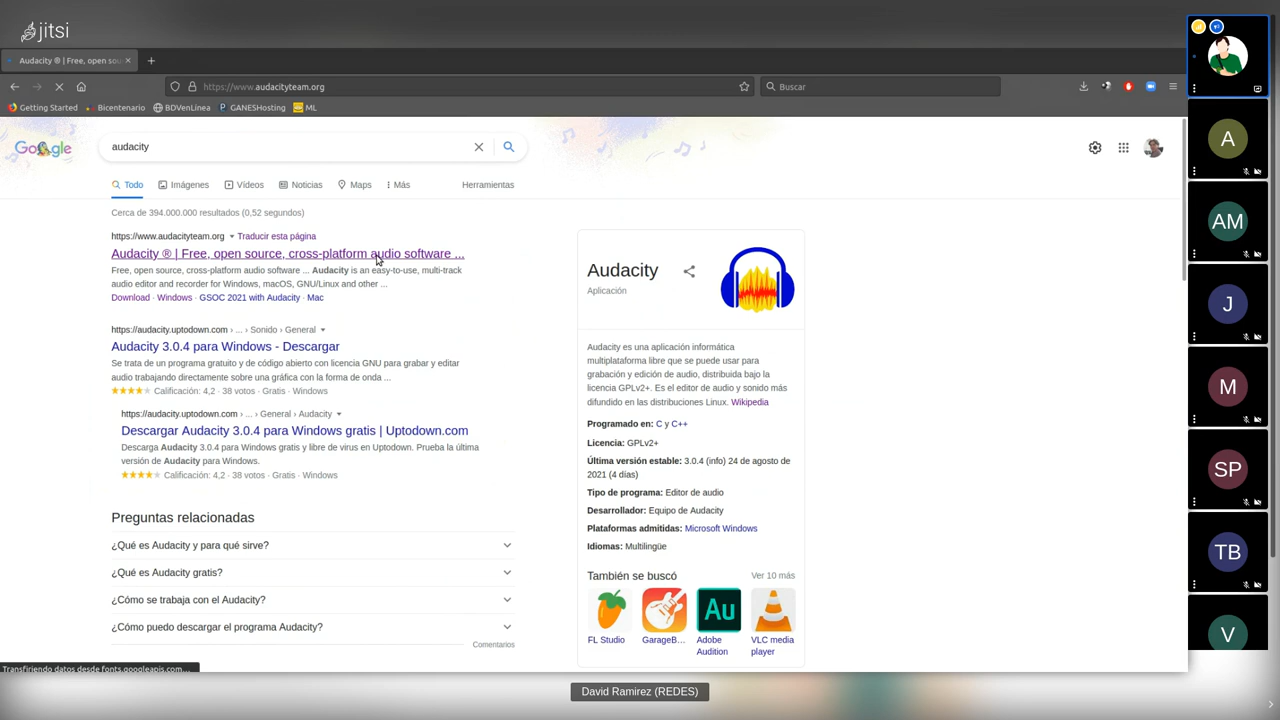 jitsi
Audacity ® | Free, open sou
https://www.audacityteam.org
Buscar
Getting Started
Bicentenario
BDVenLínea
GANESHosting
ML
Google
audacity
Todo
Imágenes
Vídeos
Noticias
Maps
Más
Herramientas
Cerca de 394.000.000 resultados (0,52 segundos)
https://www.audacityteam.org Traducir esta página
Audacity ® | Free, open source, cross-platform audio software ...
Free, open source, cross-platform audio software ... Audacity is an easy-to-use, multi-track
audio editor and recorder for Windows, macOS, GNU/Linux and other ...
Download · Windows · GSOC 2021 with Audacity · Mac
https://audacity.uptodown.com › ... › Sonido › General
Audacity 3.0.4 para Windows - Descargar
Se trata de un programa gratuito y de código abierto con licencia GNU para grabar y editar
audio trabajando directamente sobre una gráfica con la forma de onda ...
Calificación: 4,2 · 38 votos · Gratis · Windows
https://audacity.uptodown.com › ... › General › Audacity
Descargar Audacity 3.0.4 para Windows gratis | Uptodown.com
Descarga Audacity 3.0.4 para Windows gratis y libre de virus en Uptodown. Prueba la última
versión de Audacity para Windows.
Calificación: 4,2 · 38 votos · Gratis · Windows
Preguntas relacionadas
¿Qué es Audacity y para qué sirve?
¿Qué es Audacity gratis?
¿Cómo se trabaja con el Audacity?
¿Cómo puedo descargar el programa Audacity?
Comentarios
Transfiriendo datos desde fonts.googleapis.com...
Audacity
Aplicación
Audacity es una aplicación informática
multiplataforma libre que se puede usar para
grabación y edición de audio, distribuida bajo la
licencia GPLv2+. Es el editor de audio y sonido más
difundido en las distribuciones Linux. Wikipedia
Programado en: C y C++
Licencia: GPLv2+
Última versión estable: 3.0.4 (info) 24 de agosto de
2021 (4 días)
Tipo de programa: Editor de audio
Desarrollador: Equipo de Audacity
Plataformas admitidas: Microsoft Windows
Idiomas: Multilingüe
También se buscó
Ver 10 más
FL Studio
GarageB...
Au
Adobe
Audition
VLC media
player
A
AM
J
M
SP
TB
V
David Ramirez (REDES)